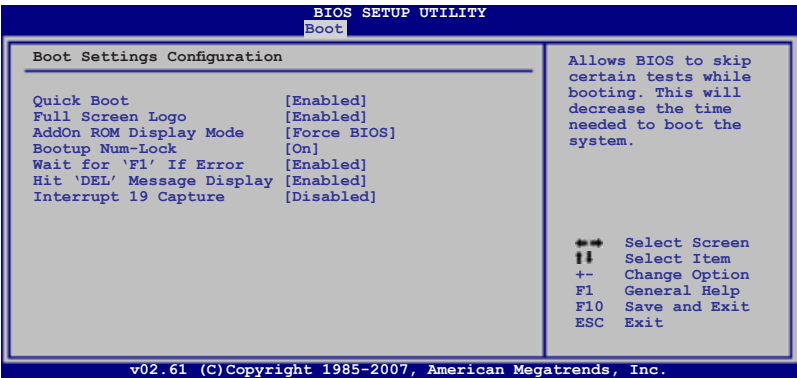 BIOS SETUP UTILITY
Boot
Boot Settings Configuration
Quick Boot [Enabled]
Full Screen Logo [Enabled]
AddOn ROM Display Mode [Force BIOS]
Bootup Num-Lock [On]
Wait for ‘F1’ If Error [Enabled]
Hit ‘DEL’ Message Display [Enabled]
Interrupt 19 Capture [Disabled]
Allows BIOS to skip
certain tests while
booting. This will
decrease the time
needed to boot the
system.
←→ Select Screen
↑↓ Select Item
+- Change Option
F1 General Help
F10 Save and Exit
ESC Exit
v02.61 (C)Copyright 1985-2007, American Megatrends, Inc.